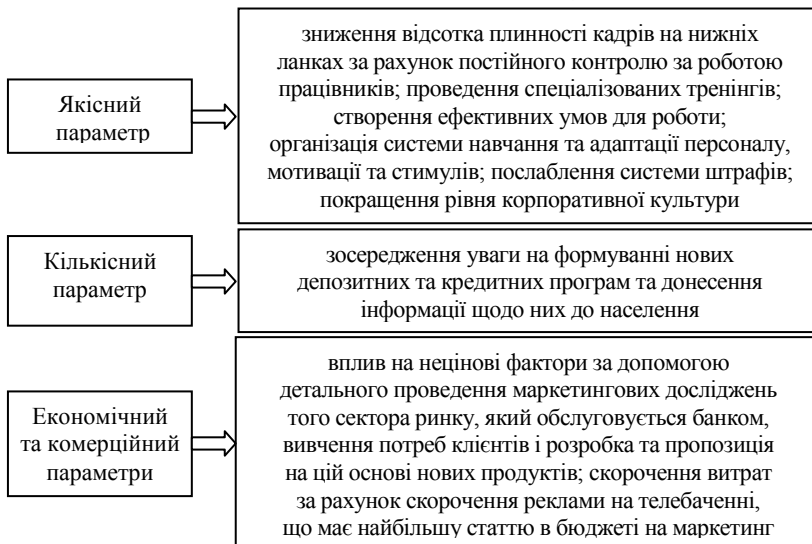 Якісний
параметр
зниження відсотка плинності кадрів на нижніх
ланках за рахунок постійного контролю за роботою
працівників; проведення спеціалізованих тренінгів;
створення ефективних умов для роботи;
організація системи навчання та адаптації персоналу,
мотивації та стимулів; послаблення системи штрафів;
покращення рівня корпоративної культури
Кількісний
параметр
зосередження уваги на формуванні нових
депозитних та кредитних програм та донесення
інформації щодо них до населення
Економічний
та комерційний
параметри
вплив на нецінові фактори за допомогою
детального проведення маркетингових досліджень
того сектора ринку, який обслуговується банком,
вивчення потреб клієнтів і розробка та пропозиція
на цій основі нових продуктів; скорочення витрат
за рахунок скорочення реклами на телебаченні,
що має найбільшу статтю в бюджеті на маркетинг